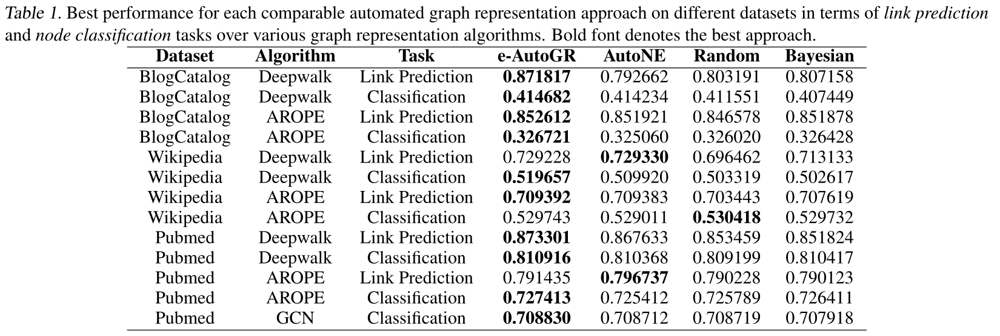 Table 1. Best performance for each comparable automated graph representation approach on different datasets in terms of link prediction
and node classification tasks over various graph representation algorithms. Bold font denotes the best approach.
Dataset Algorithm Task e-AutoGR AutoNE Random Bayesian
BlogCatalog Deepwalk Link Prediction 0.871817 0.792662 0.803191 0.807158
BlogCatalog Deepwalk Classification 0.414682 0.414234 0.411551 0.407449
BlogCatalog AROPE Link Prediction 0.852612 0.851921 0.846578 0.851878
BlogCatalog AROPE Classification 0.326721 0.325060 0.326020 0.326428
Wikipedia Deepwalk Link Prediction 0.729228 0.729330 0.696462 0.713133
Wikipedia Deepwalk Classification 0.519657 0.509920 0.503319 0.502617
Wikipedia AROPE Link Prediction 0.709392 0.709383 0.703443 0.707619
Wikipedia AROPE Classification 0.529743 0.529011 0.530418 0.529732
Pubmed Deepwalk Link Prediction 0.873301 0.867633 0.853459 0.851824
Pubmed Deepwalk Classification 0.810916 0.810368 0.809199 0.810417
Pubmed AROPE Link Prediction 0.791435 0.796737 0.790228 0.790123
Pubmed AROPE Classification 0.727413 0.725412 0.725789 0.726411
Pubmed GCN Classification 0.708830 0.708712 0.708719 0.707918